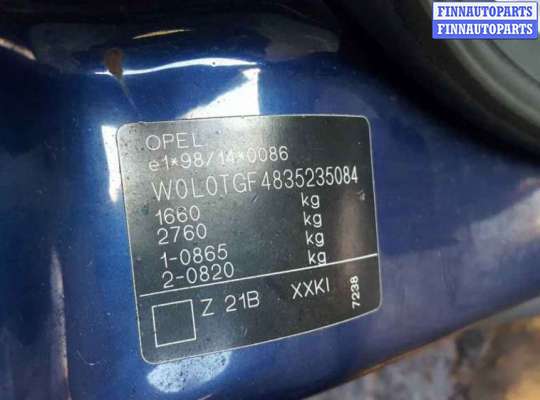 FINNAUTOPARTS
FINNAUTOPARTS
FINNAUTOPARTS
OPEL
e1*98/14*0086
W0L0TGF4835235084
1660 kg
2760 kg
1-0865 kg
2-0820 kg
Z 21B XXKI
7238